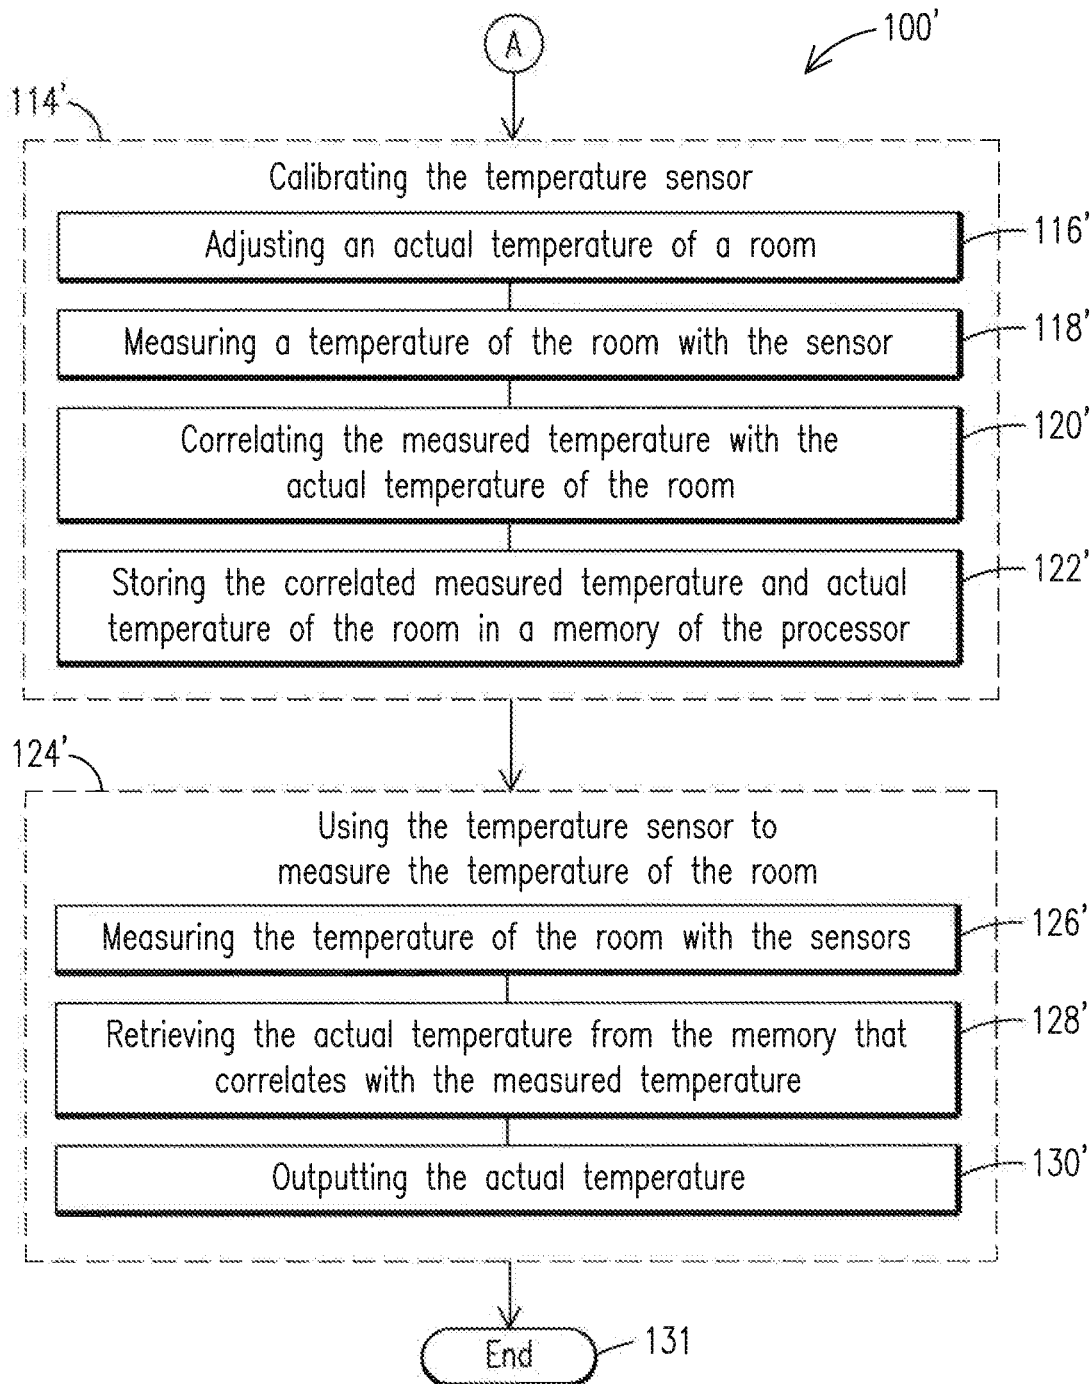 A
100'
114'
Calibrating the temperature sensor
Adjusting an actual temperature of a room
116'
Measuring a temperature of the room with the sensor
118'
Correlating the measured temperature with the
actual temperature of the room
120'
Storing the correlated measured temperature and actual
temperature of the room in a memory of the processor
122'
124'
Using the temperature sensor to
measure the temperature of the room
Measuring the temperature of the room with the sensors
126'
Retrieving the actual temperature from the memory that
correlates with the measured temperature
128'
Outputting the actual temperature
130'
End
131